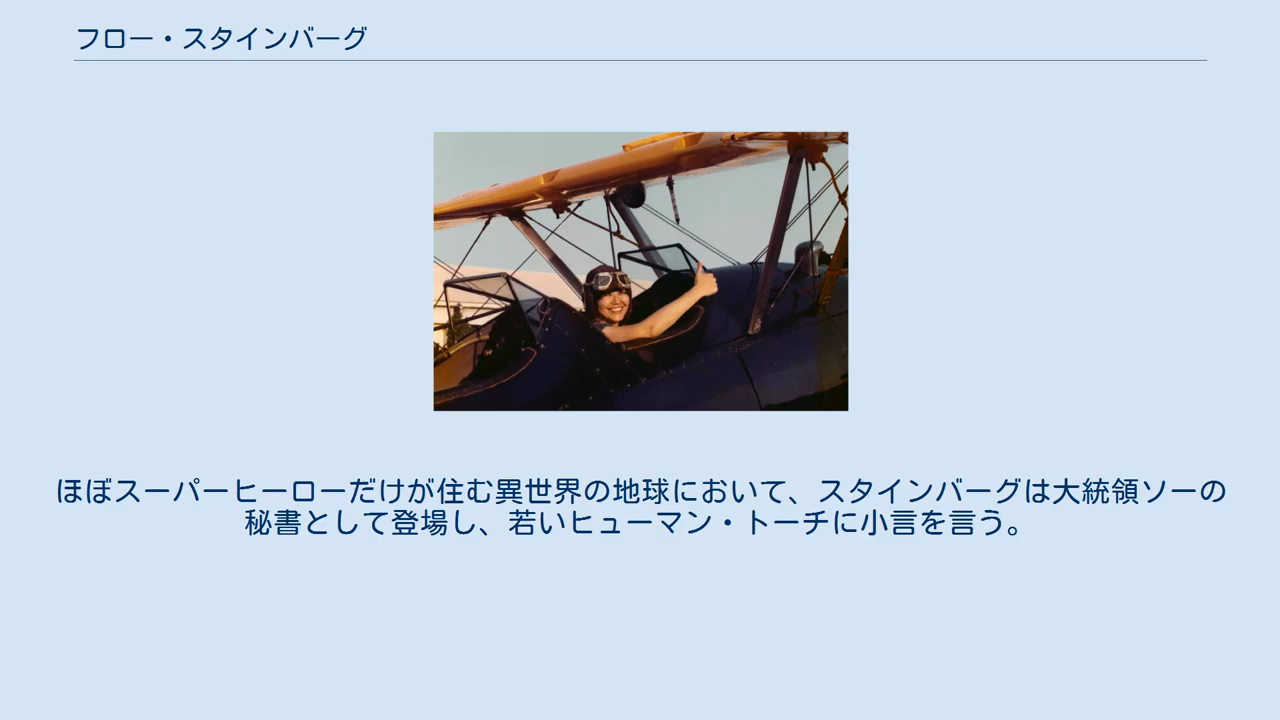 フロー・スタインバーグ
ほぼスーパーヒーローだけが住む異世界の地球において、スタインバーグは大統領ソーの
秘書として登場し、若いヒューマン・トーチに小言を言う。